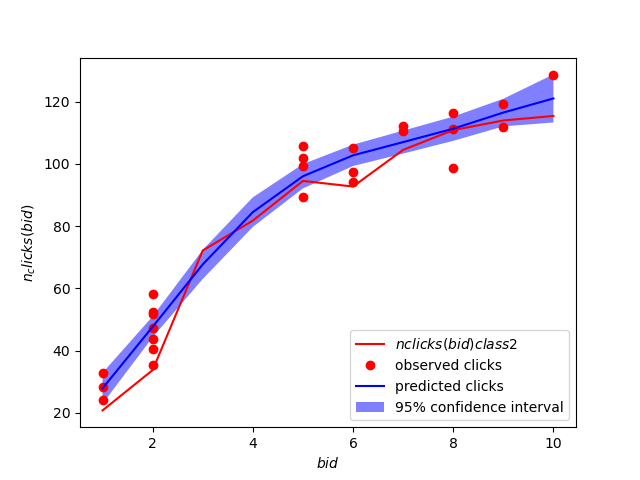 120
100
80
60
40
20
n_clicks(bid)
nclicks(bid)class2
observed clicks
predicted clicks
95% confidence interval
2
4
6
8
10
bid